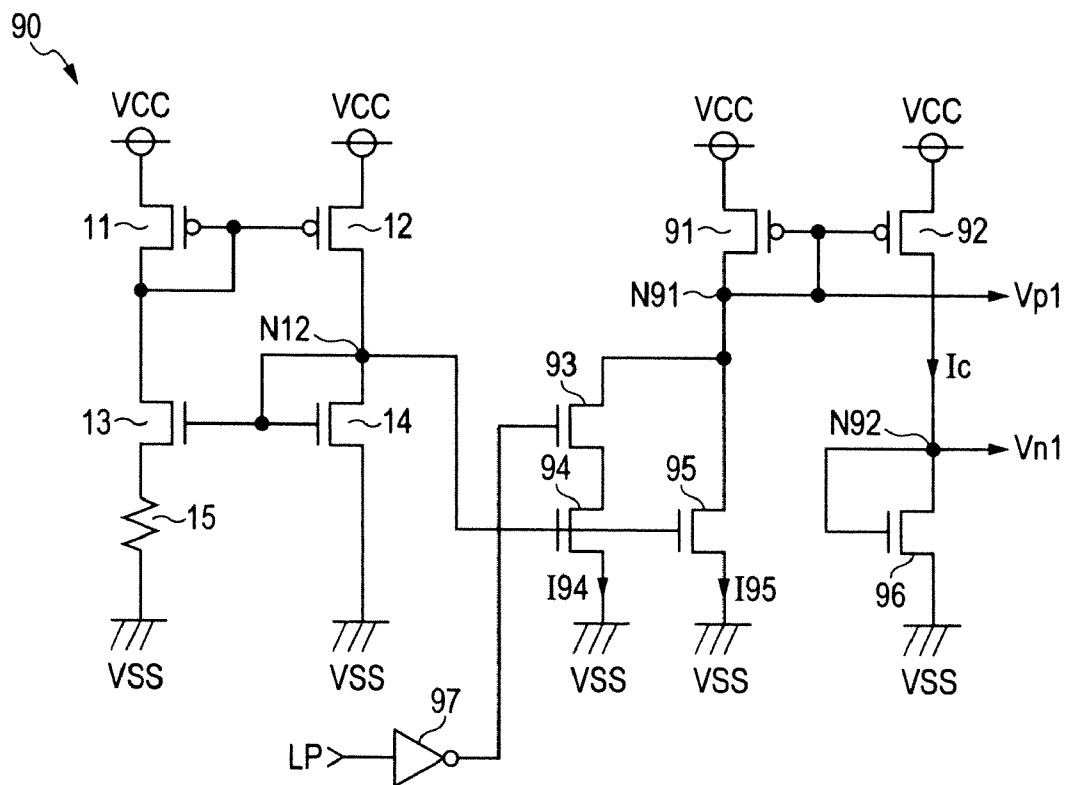 90
VCC VCC VCC VCC
11 12 91 92
N91 Vp1
N12 93 Ic
13 14 N92 Vn1
94 95
15
I94 I95 96
VSS VSS VSS VSS VSS
97
LP